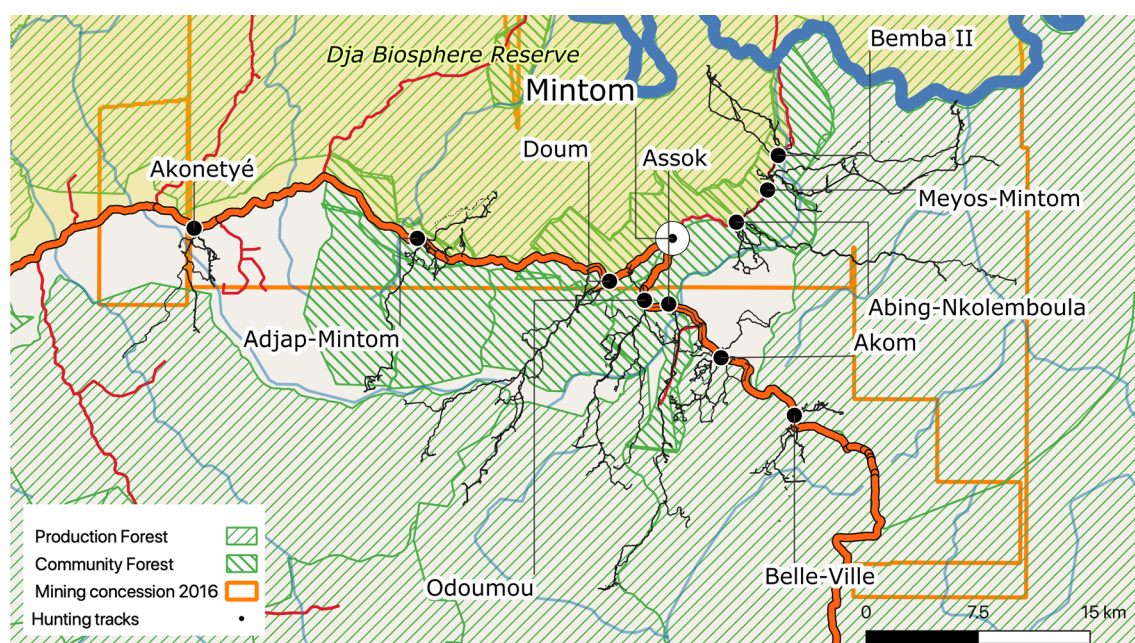 Bemba II
Dja Biosphere Reserve
Mintom
Doum
Assok
Akonetyé
Meyos-Mintom
Abing-Nkolemboula
Adjap-Mintom
Akom
Production Forest
Community Forest
Mining concession 2016
Hunting tracks
Odoumou
Belle-Ville
0 7.5 15 km